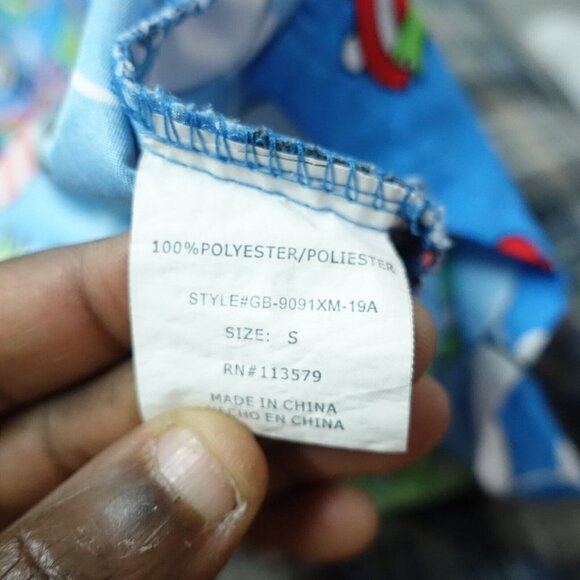 100%POLYESTER/POLIESTER
STYLE#GB-9091XM-19A
SIZE: S
RN#113579
MADE IN CHINA
HECHO EN CHINA